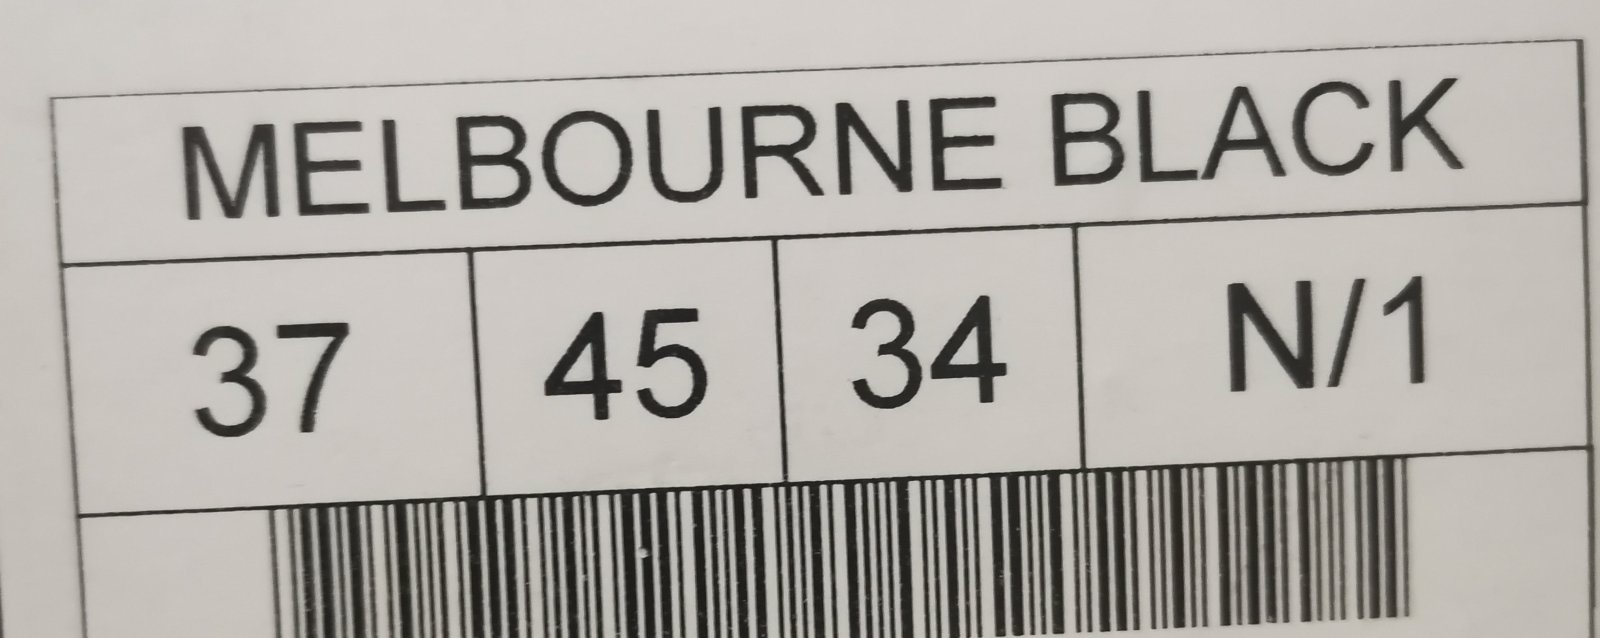 MELBOURNE BLACK
37 45 34 N/1